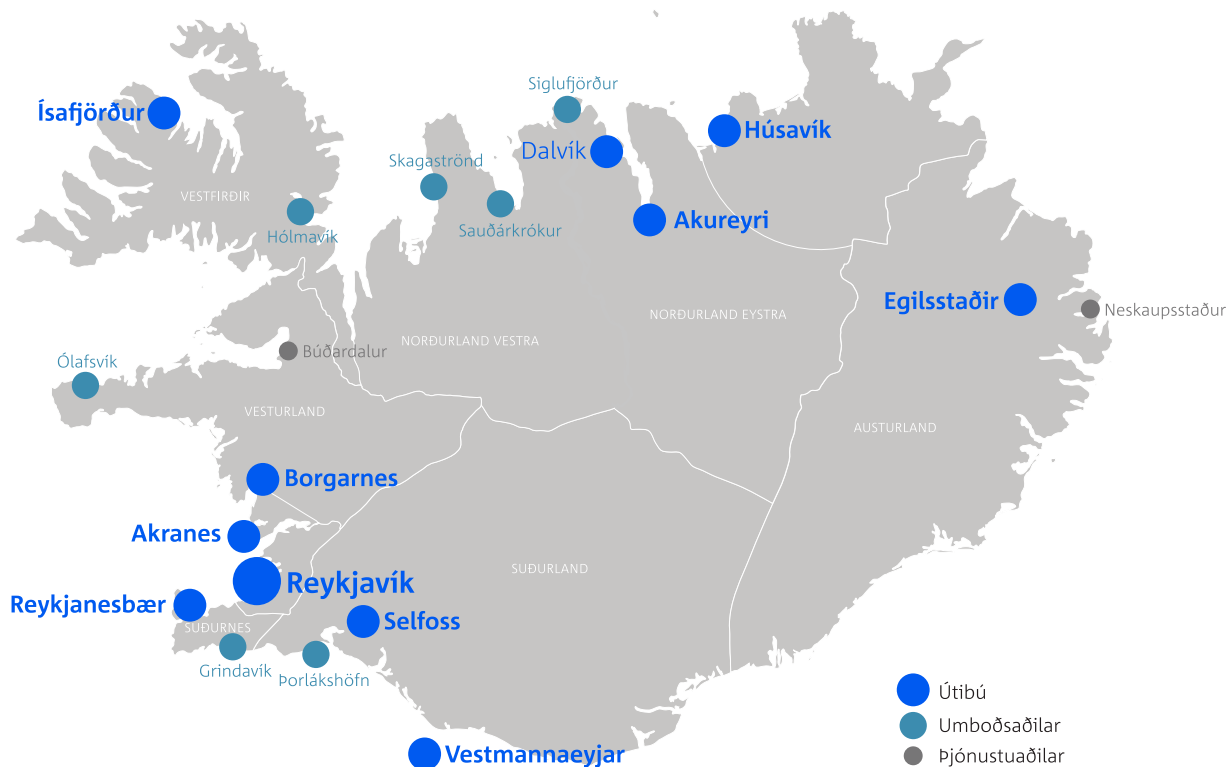 Siglufjörður
Ísafjörður
Húsavík
Dalvík
Skagaströnd
VESTFIRÐIR
Akureyri
Sauðárkrókur
Hólmavík
Egilsstaðir
Neskaupsstaður
NORÐURLAND EYSTRA
NORÐURLAND VESTRA
Búðardalur
Ólafsvík
VESTURLAND
AUSTURLAND
Borgarnes
Akranes
SUÐURLAND
Reykjavík
Reykjanesbær
Selfoss
SUÐURNES
Grindavík
Þorlákshöfn
Útibú
Umboðsaðilar
Vestmannaeyjar
Þjónustuaðilar